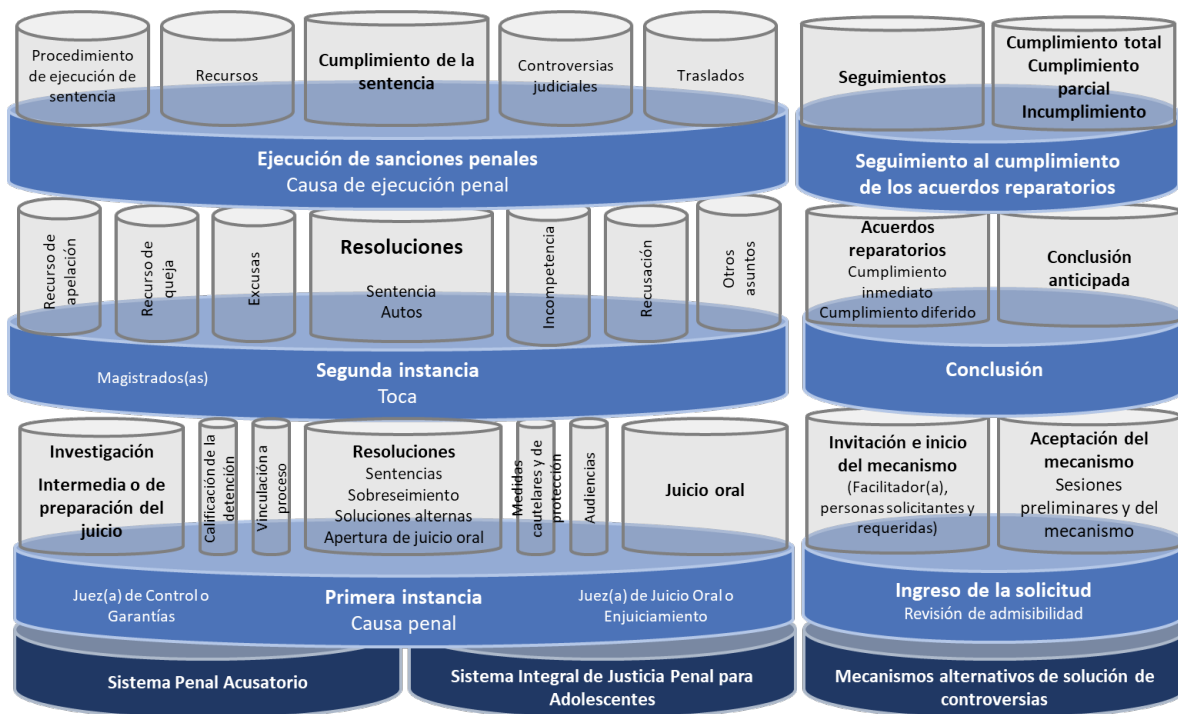 Procedimiento
de ejecución de
sentencia
Recursos
Cumplimiento de la
sentencia
Controversias
judiciales
Traslados
Ejecución de sanciones penales
Causa de ejecución penal
Seguimientos
Cumplimiento total
Cumplimiento
parcial
Incumplimiento
Seguimiento al cumplimiento
de los acuerdos reparatorios
Recurso de
apelación
Recurso de
queja
Excusas
Resoluciones
Sentencia
Autos
Incompetencia
Recusación
Otros
asuntos
Magistrados(as)
Segunda instancia
Toca
Acuerdos
reparatorios
Cumplimiento
inmediato
Cumplimiento diferido
Conclusión
anticipada
Conclusión
Investigación
Intermedia o de
preparación del
juicio
Calificación de la
detención
Vinculación a
proceso
Resoluciones
Sentencias
Sobreseimiento
Soluciones alternas
Apertura de juicio oral
Medidas
cautelares y de
protección
Audiencias
Juicio oral
Juez(a) de Control o
Garantías
Primera instancia
Causa penal
Juez(a) de Juicio Oral o
Enjuiciamiento
Invitación e inicio
del mecanismo
(Facilitador(a),
personas solicitantes y
requeridas)
Aceptación del
mecanismo
Sesiones
preliminares y del
mecanismo
Ingreso de la solicitud
Revisión de admisibilidad
Sistema Penal Acusatorio
Sistema Integral de Justicia Penal para
Adolescentes
Mecanismos alternativos de solución de
controversias